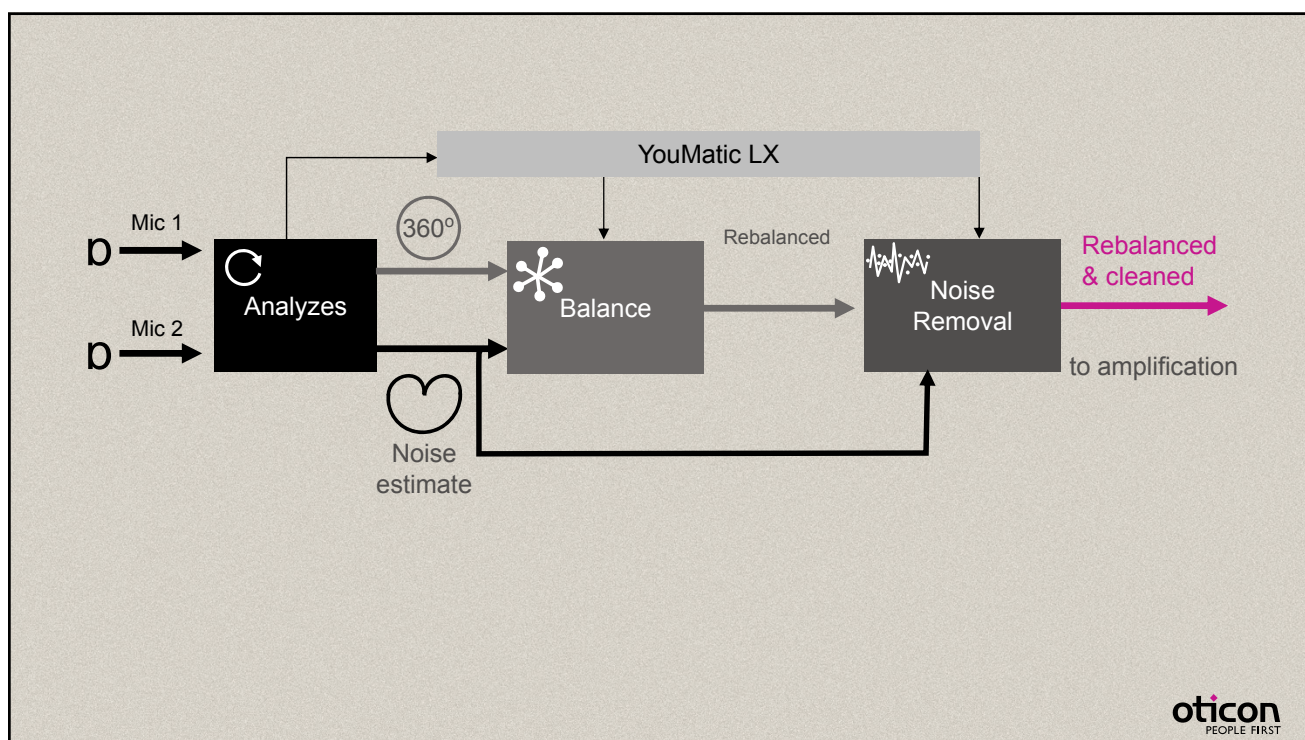 YouMatic LX
Mic 1
360º
Rebalanced
Rebalanced
& cleaned
Analyzes
Balance
Noise
Removal
Mic 2
to amplification
Noise
estimate
oticon
PEOPLE FIRST